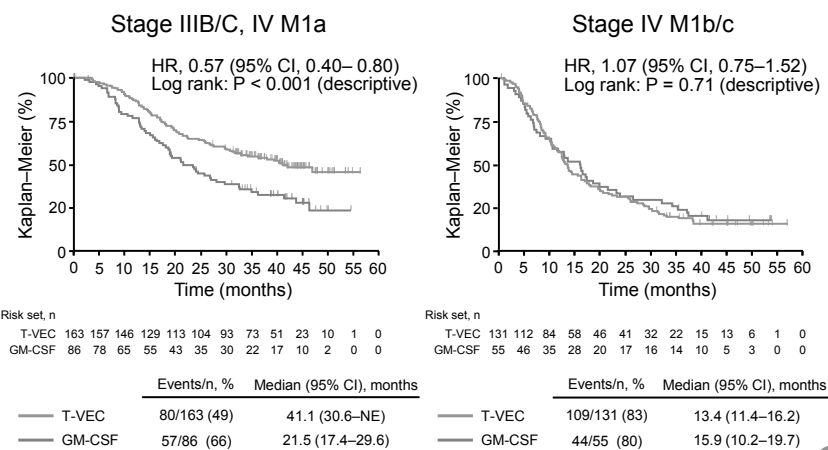 Stage IIIB/C, IV M1a
HR, 0.57 (95% CI, 0.40– 0.80)
Log rank: P < 0.001 (descriptive)
Kaplan–Meier (%)
100
75
50
20
0
0 5 10 15 20 25 30 35 40 45 50 55 60
Time (months)
Risk set, n
T-VEC 163 157 146 129 113 104 93 73 51 23 10 1 0
GM-CSF 86 78 65 55 43 35 30 22 17 10 2 0 0
Events/n, % Median (95% CI), months
T-VEC 80/163 (49) 41.1 (30.6–NE)
GM-CSF 57/86 (66) 21.5 (17.4–29.6)
Stage IV M1b/c
HR, 1.07 (95% CI, 0.75–1.52)
Log rank: P = 0.71 (descriptive)
Kaplan–Meier (%)
100
75
50
20
0
0 5 10 15 20 25 30 35 40 45 50 55 60
Time (months)
Risk set, n
T-VEC 131 112 84 58 46 41 32 22 15 13 6 1 0
GM-CSF 55 46 35 28 20 17 16 14 10 5 3 0 0
Events/n, % Median (95% CI), months
T-VEC 109/131 (83) 13.4 (11.4–16.2)
GM-CSF 44/55 (80) 15.9 (10.2–19.7)